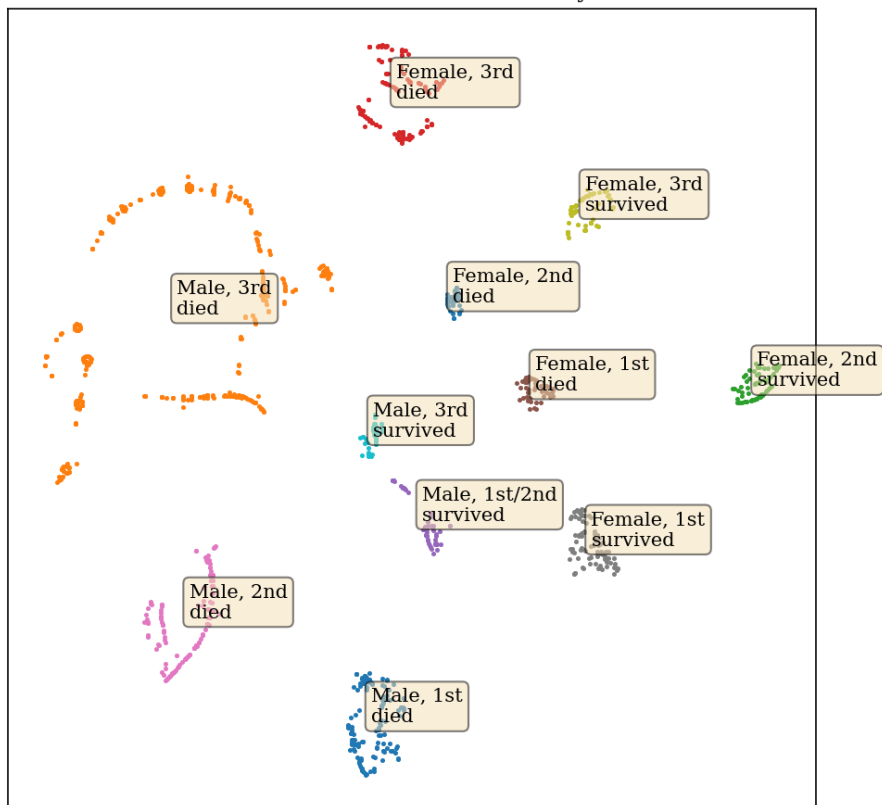 Female, 3rd
died
Female, 3rd
survived
Female, 2nd
died
Male, 3rd
died
Female, 1st
died
Female, 2nd
survived
Male, 3rd
survived
Male, 1st/2nd
survived
Female, 1st
survived
Male, 2nd
died
Male, 1st
died